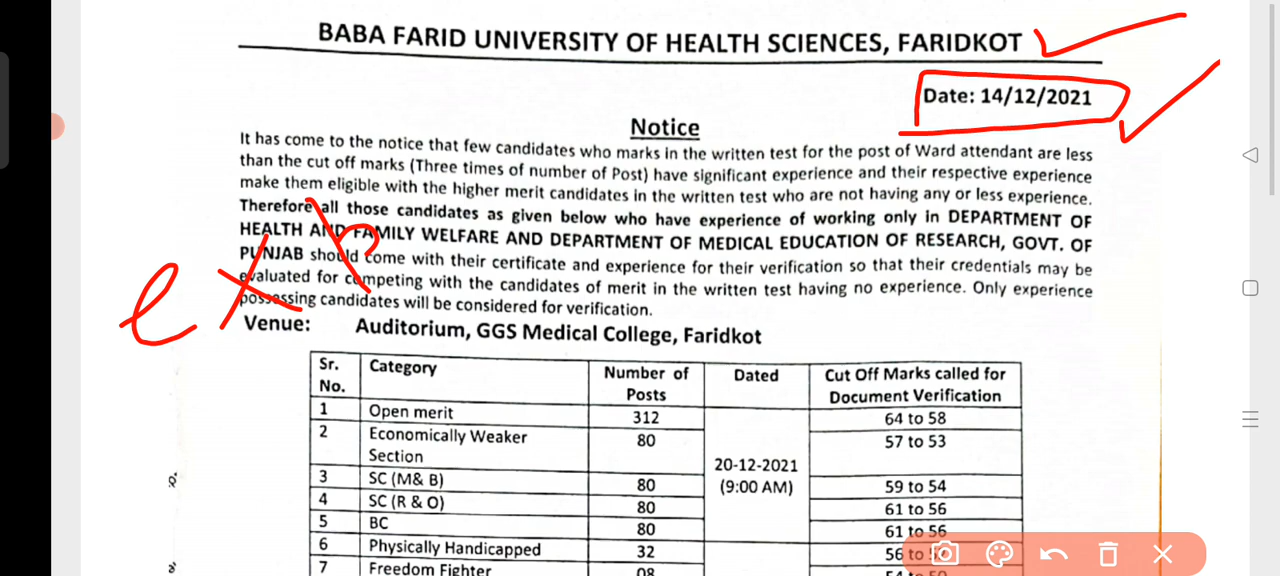 BABA FARID UNIVERSITY OF HEALTH SCIENCES, FARIDKOT
Date: 14/12/2021
Notice
It has come to the notice that few candidates who marks in the written test for the post of Ward attendant are less
than the cut off marks (Three times of number of Post) have significant experience and their respective experience
make them eligible with the higher merit candidates in the written test who are not having any or less experience.
Therefore all those candidates as given below who have experience of working only in DEPARTMENT OF
HEALTH AND FAMILY WELFARE AND DEPARTMENT OF MEDICAL EDUCATION OF RESEARCH, GOVT. OF
PUNJAB should come with their certificate and experience for their verification so that their credentials may be
evaluated for competing with the candidates of merit in the written test having no experience. Only experience
possessing candidates will be considered for verification.
exp
Venue: Auditorium, GGS Medical College, Faridkot
Sr. No. Category Number of Posts Dated Cut Off Marks called for Document Verification
1 Open merit 312 64 to 58
2 Economically Weaker Section 80 57 to 53
20-12-2021 (9:00 AM)
3 SC (M& B) 80 59 to 54
4 SC (R & O) 80 61 to 56
5 BC 80 61 to 56
6 Physically Handicapped 32 56 to
7 Freedom Fighter 08